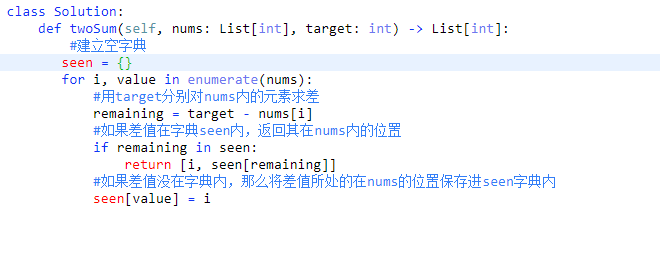 class Solution:
    def twoSum(self, nums: List[int], target: int) -> List[int]:
        #建立空字典
       seen = {}
       for i, value in enumerate(nums):
           #用target分别对nums内的元素求差
           remaining = target - nums[i]
           #如果差值在字典seen内，返回其在nums内的位置
           if remaining in seen:
               return [i, seen[remaining]]
           #如果差值没在字典内，那么将差值所处的在nums的位置保存进seen字典内
           seen[value] = i